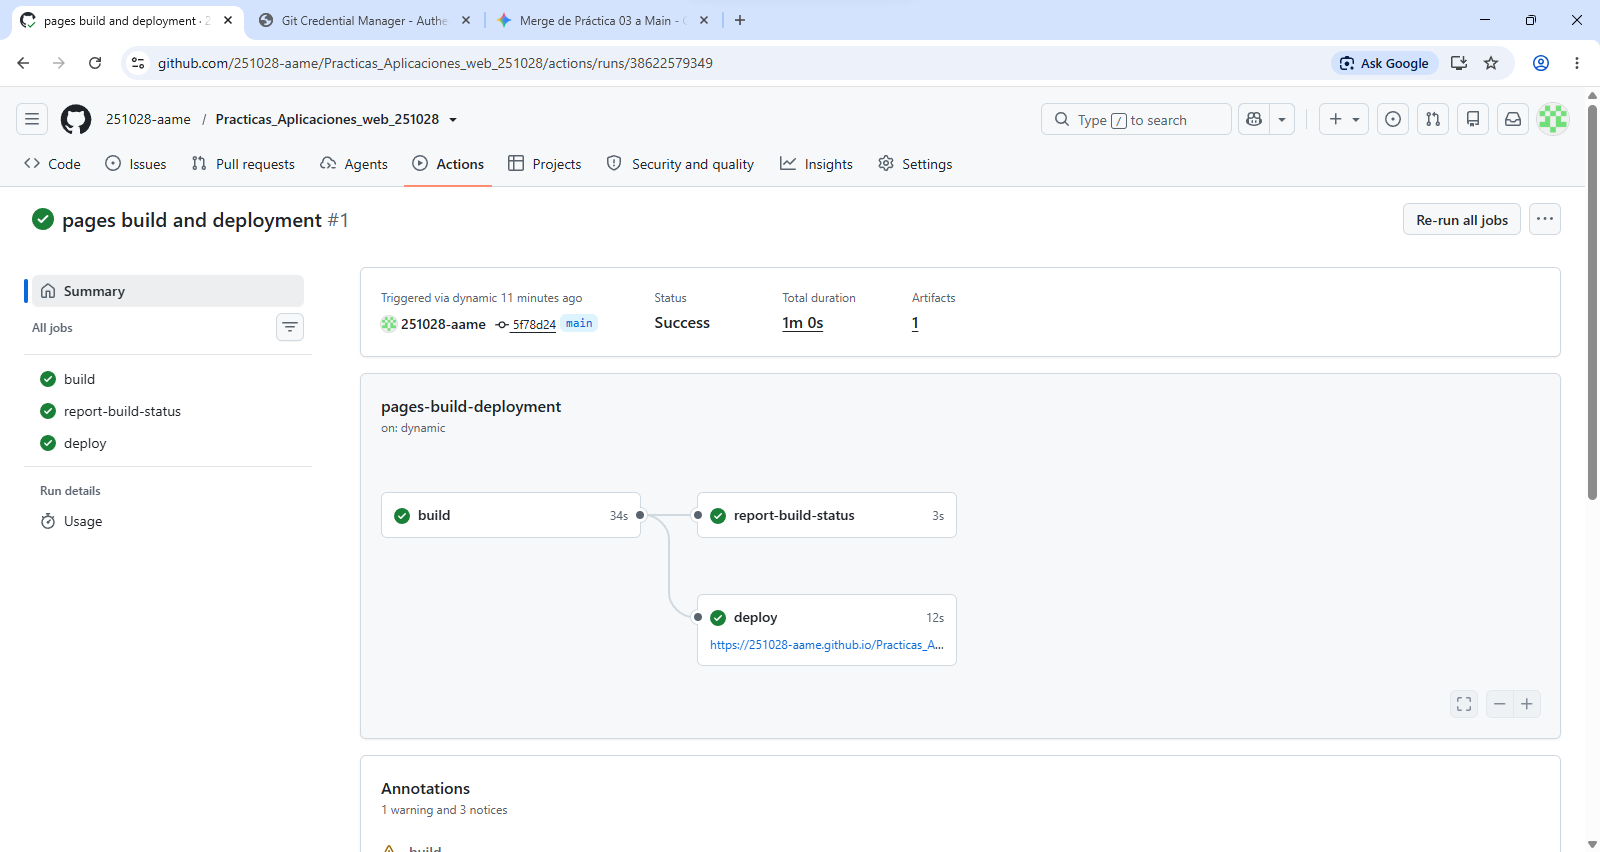 pages build and deployment · 2
Git Credential Manager - Authe
Merge de Práctica 03 a Main -
github.com/251028-aame/Practicas_Aplicaciones_web_251028/actions/runs/38622579349
Ask Google
251028-aame / Practicas_Aplicaciones_web_251028
Type / to search
Code
Issues
Pull requests
Agents
Actions
Projects
Security and quality
Insights
Settings
pages build and deployment #1
Re-run all jobs
Summary
All jobs
build
report-build-status
deploy
Run details
Usage
Triggered via dynamic 11 minutes ago
251028-aame 5f78d24 main
Status
Success
Total duration
1m 0s
Artifacts
1
pages-build-deployment
on: dynamic
build 34s
report-build-status 3s
deploy 12s
https://251028-aame.github.io/Practicas_A...
Annotations
1 warning and 3 notices
build